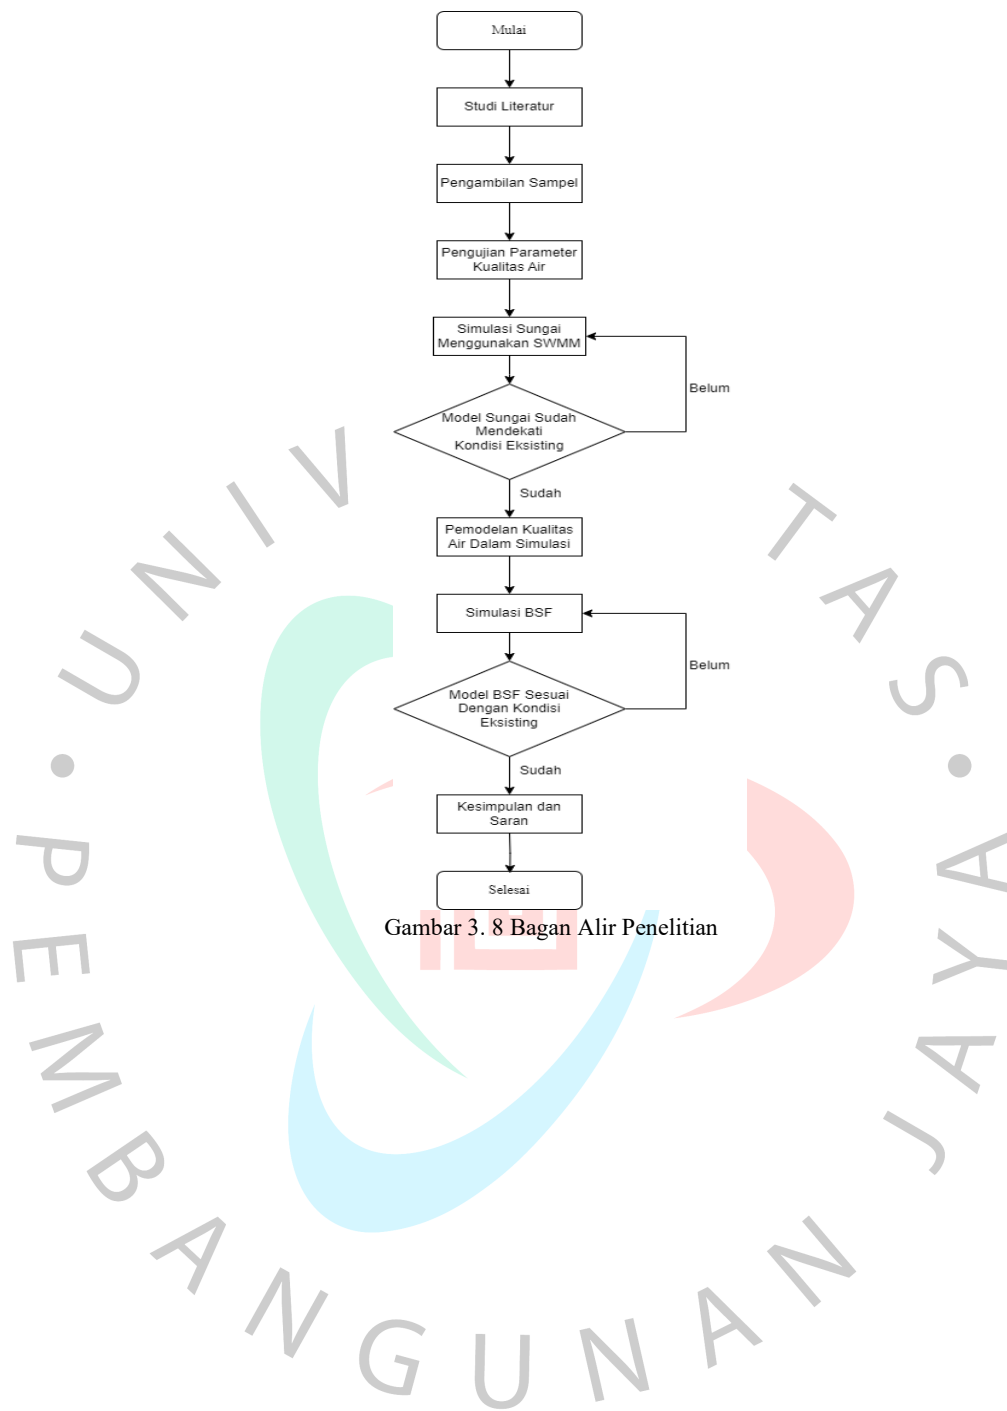 Mulai
Studi Literatur
Pengambilan Sampel
Pengujian Parameter
Kualitas Air
Simulasi Sungai
Menggunakan SWMM
Belum
Model Sungai Sudah
Mendekati
Kondisi Eksisting
Sudah
Pemodelan Kualitas
Air Dalam Simulasi
Simulasi BSF
Belum
Model BSF Sesuai
Dengan Kondisi
Eksisting
Sudah
Kesimpulan dan
Saran
Selesai
Gambar 3. 8 Bagan Alir Penelitian
UNIV TAS
PEMBANGUNAN JAYA